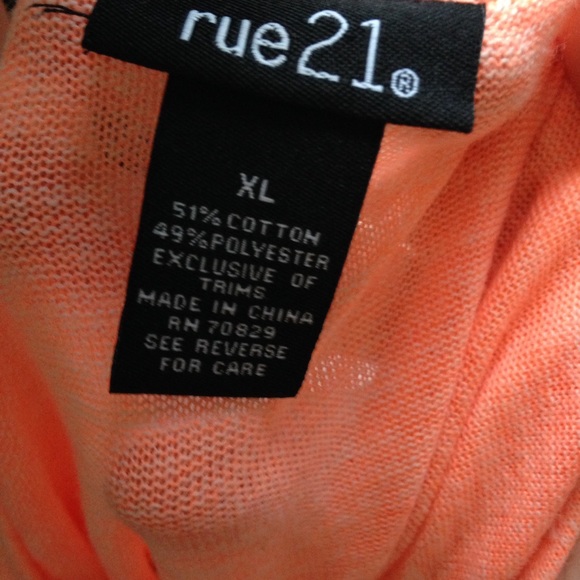 rue21®
XL
51% COTTON
49% POLYESTER
EXCLUSIVE OF
TRIMS
MADE IN CHINA
RN 70829
SEE REVERSE
FOR CARE